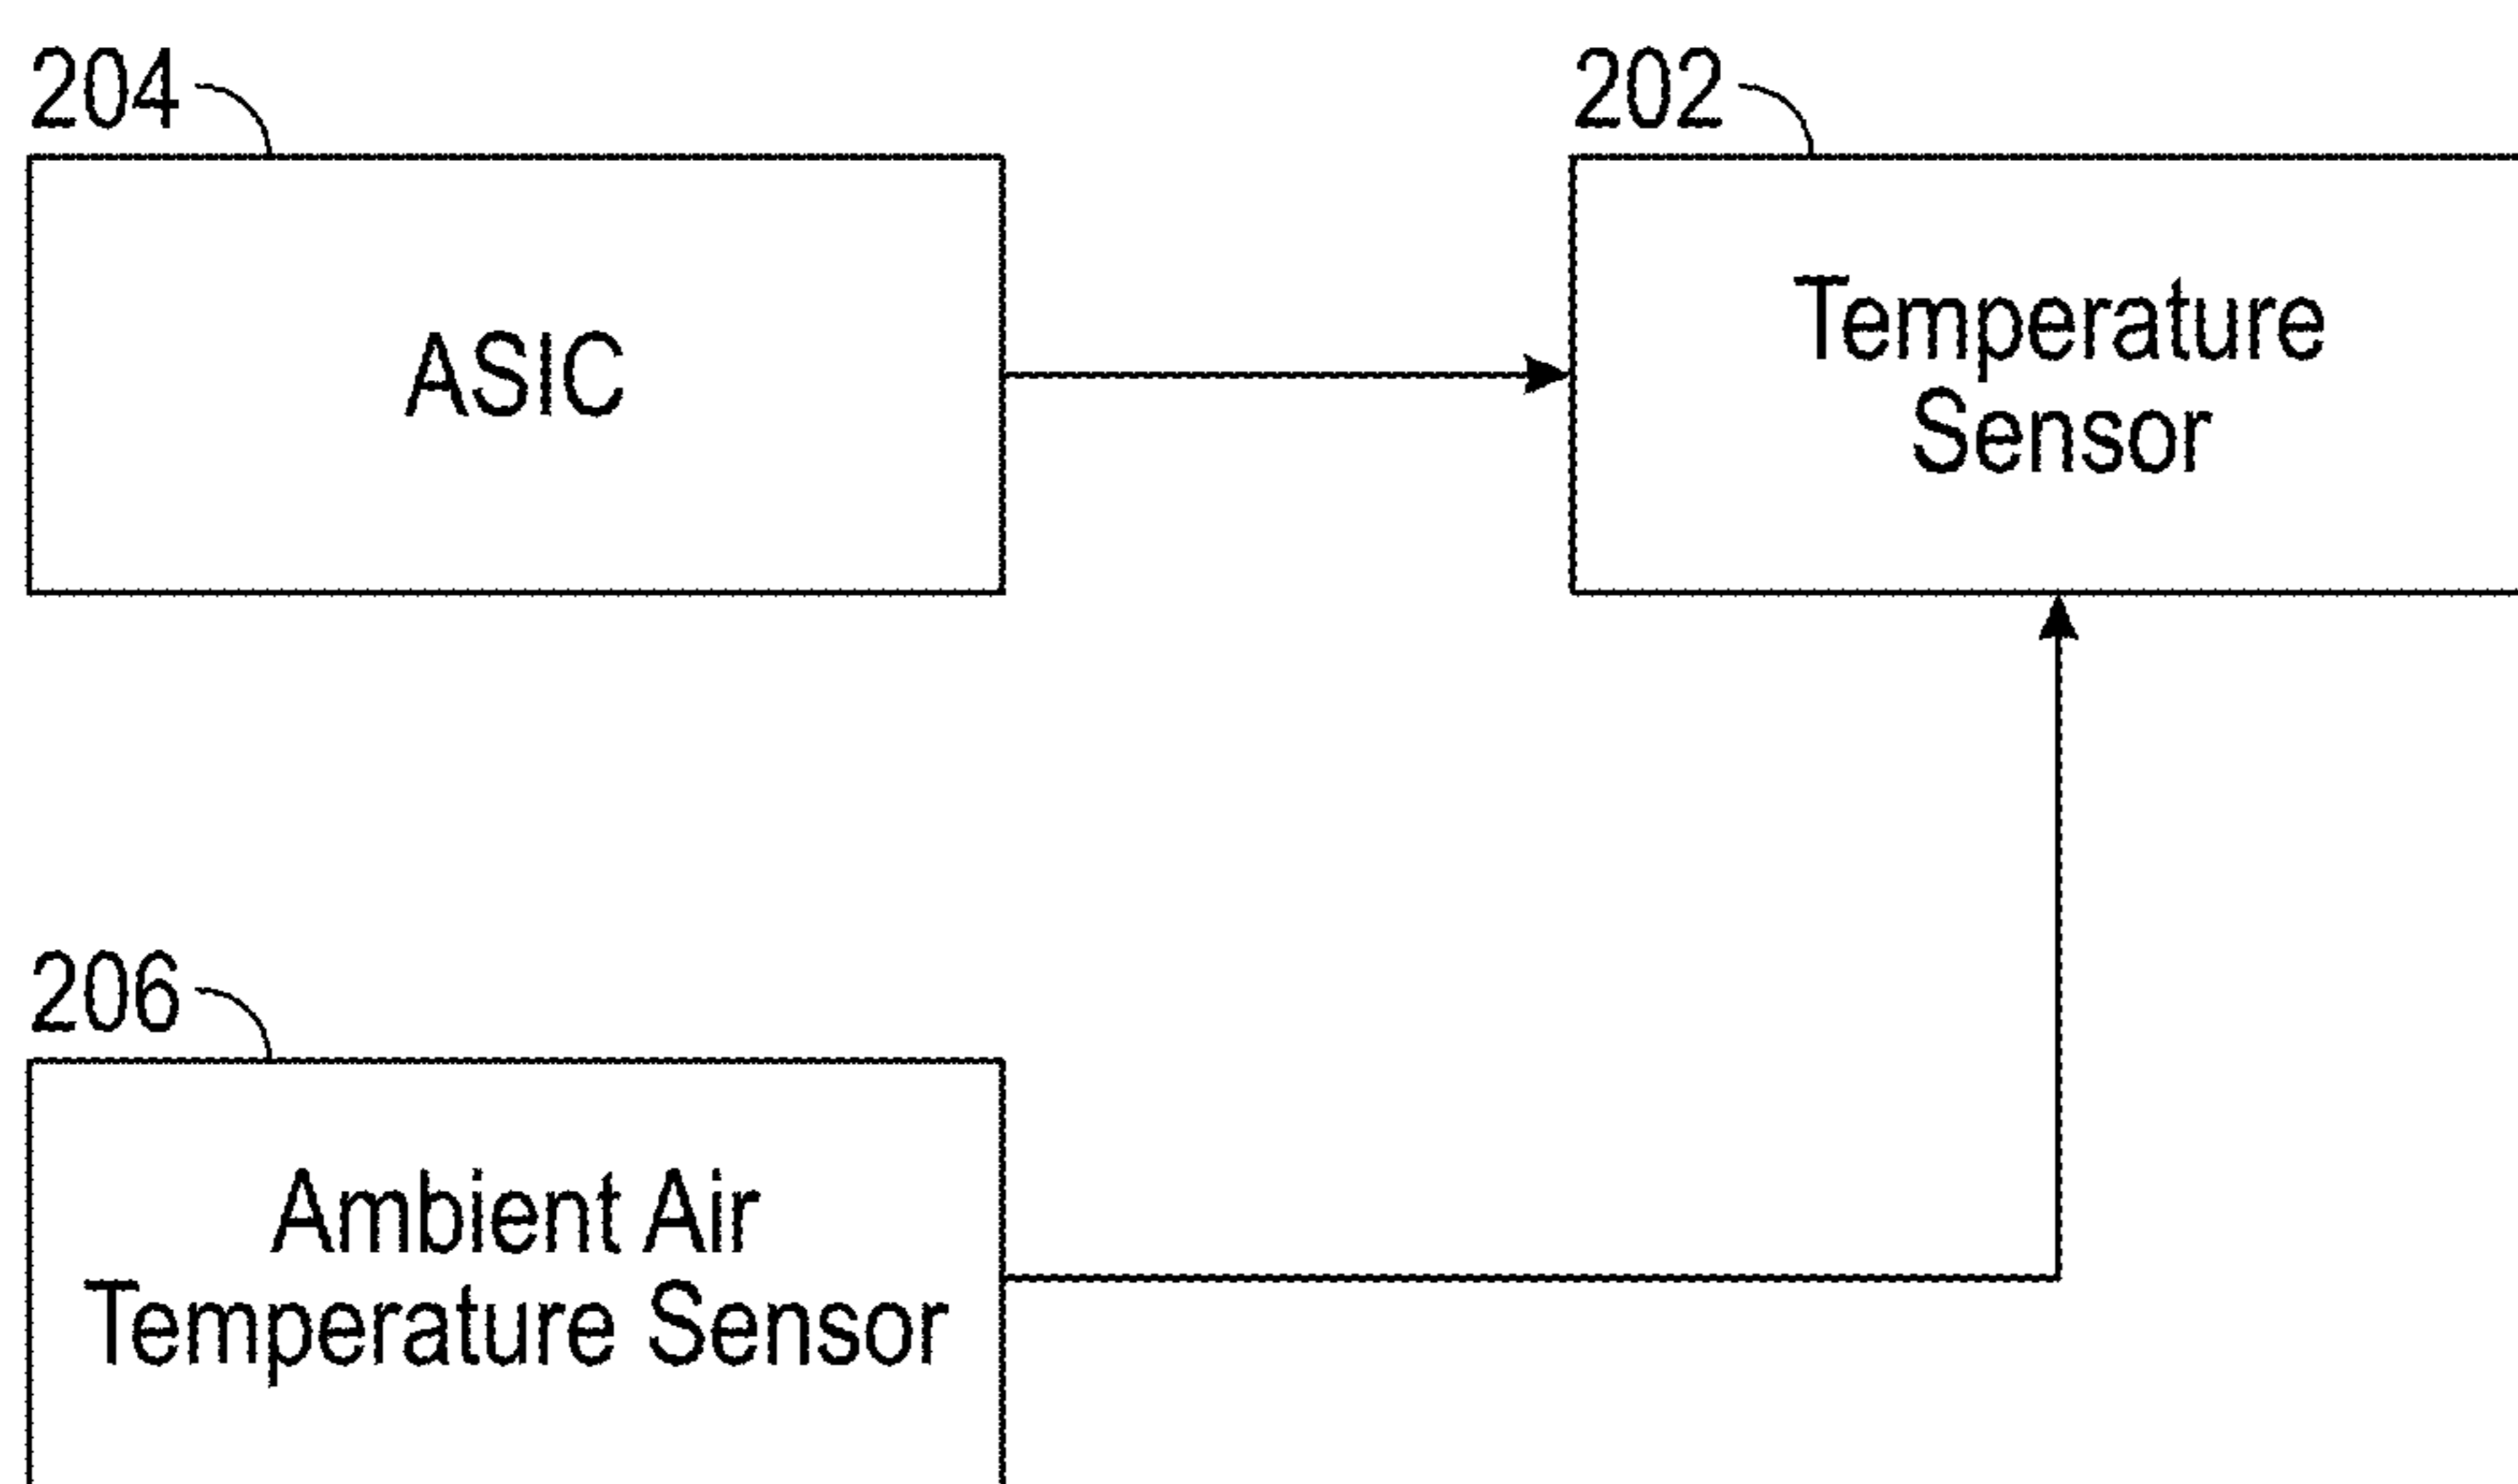 204
202
ASIC
Temperature
Sensor
206
Ambient Air
Temperature Sensor